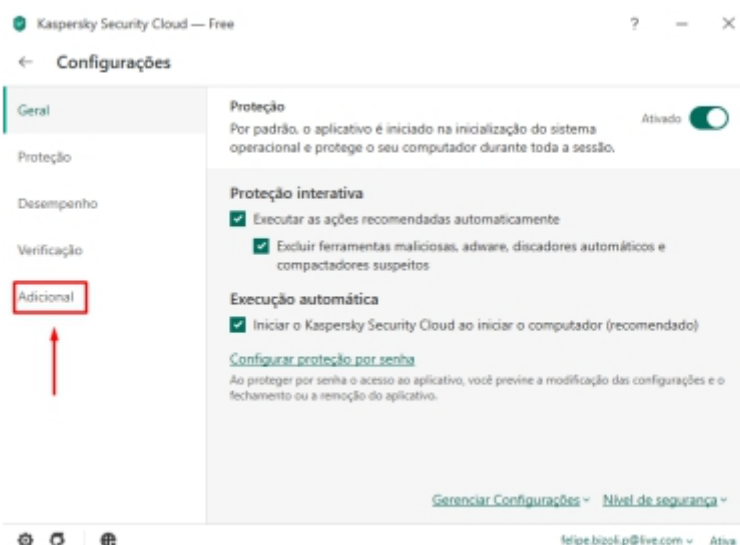 Kaspersky Security Cloud — Free
?
← Configurações
Geral
Proteção
Desempenho
Verificação
Adicional
Proteção
Ativado
Por padrão, o aplicativo é iniciado na inicialização do sistema
operacional e protege o seu computador durante toda a sessão.
Proteção interativa
Executar as ações recomendadas automaticamente
Excluir ferramentas maliciosas, adware, discadores automáticos e
compactadores suspeitos
Execução automática
Iniciar o Kaspersky Security Cloud ao iniciar o computador (recomendado)
Configurar proteção por senha
Ao proteger por senha o acesso ao aplicativo, você previne a modificação das configurações e o
fechamento ou a remoção do aplicativo.
Gerenciar Configurações Nível de segurança
felipe.bizoli.p@live.com Ativa